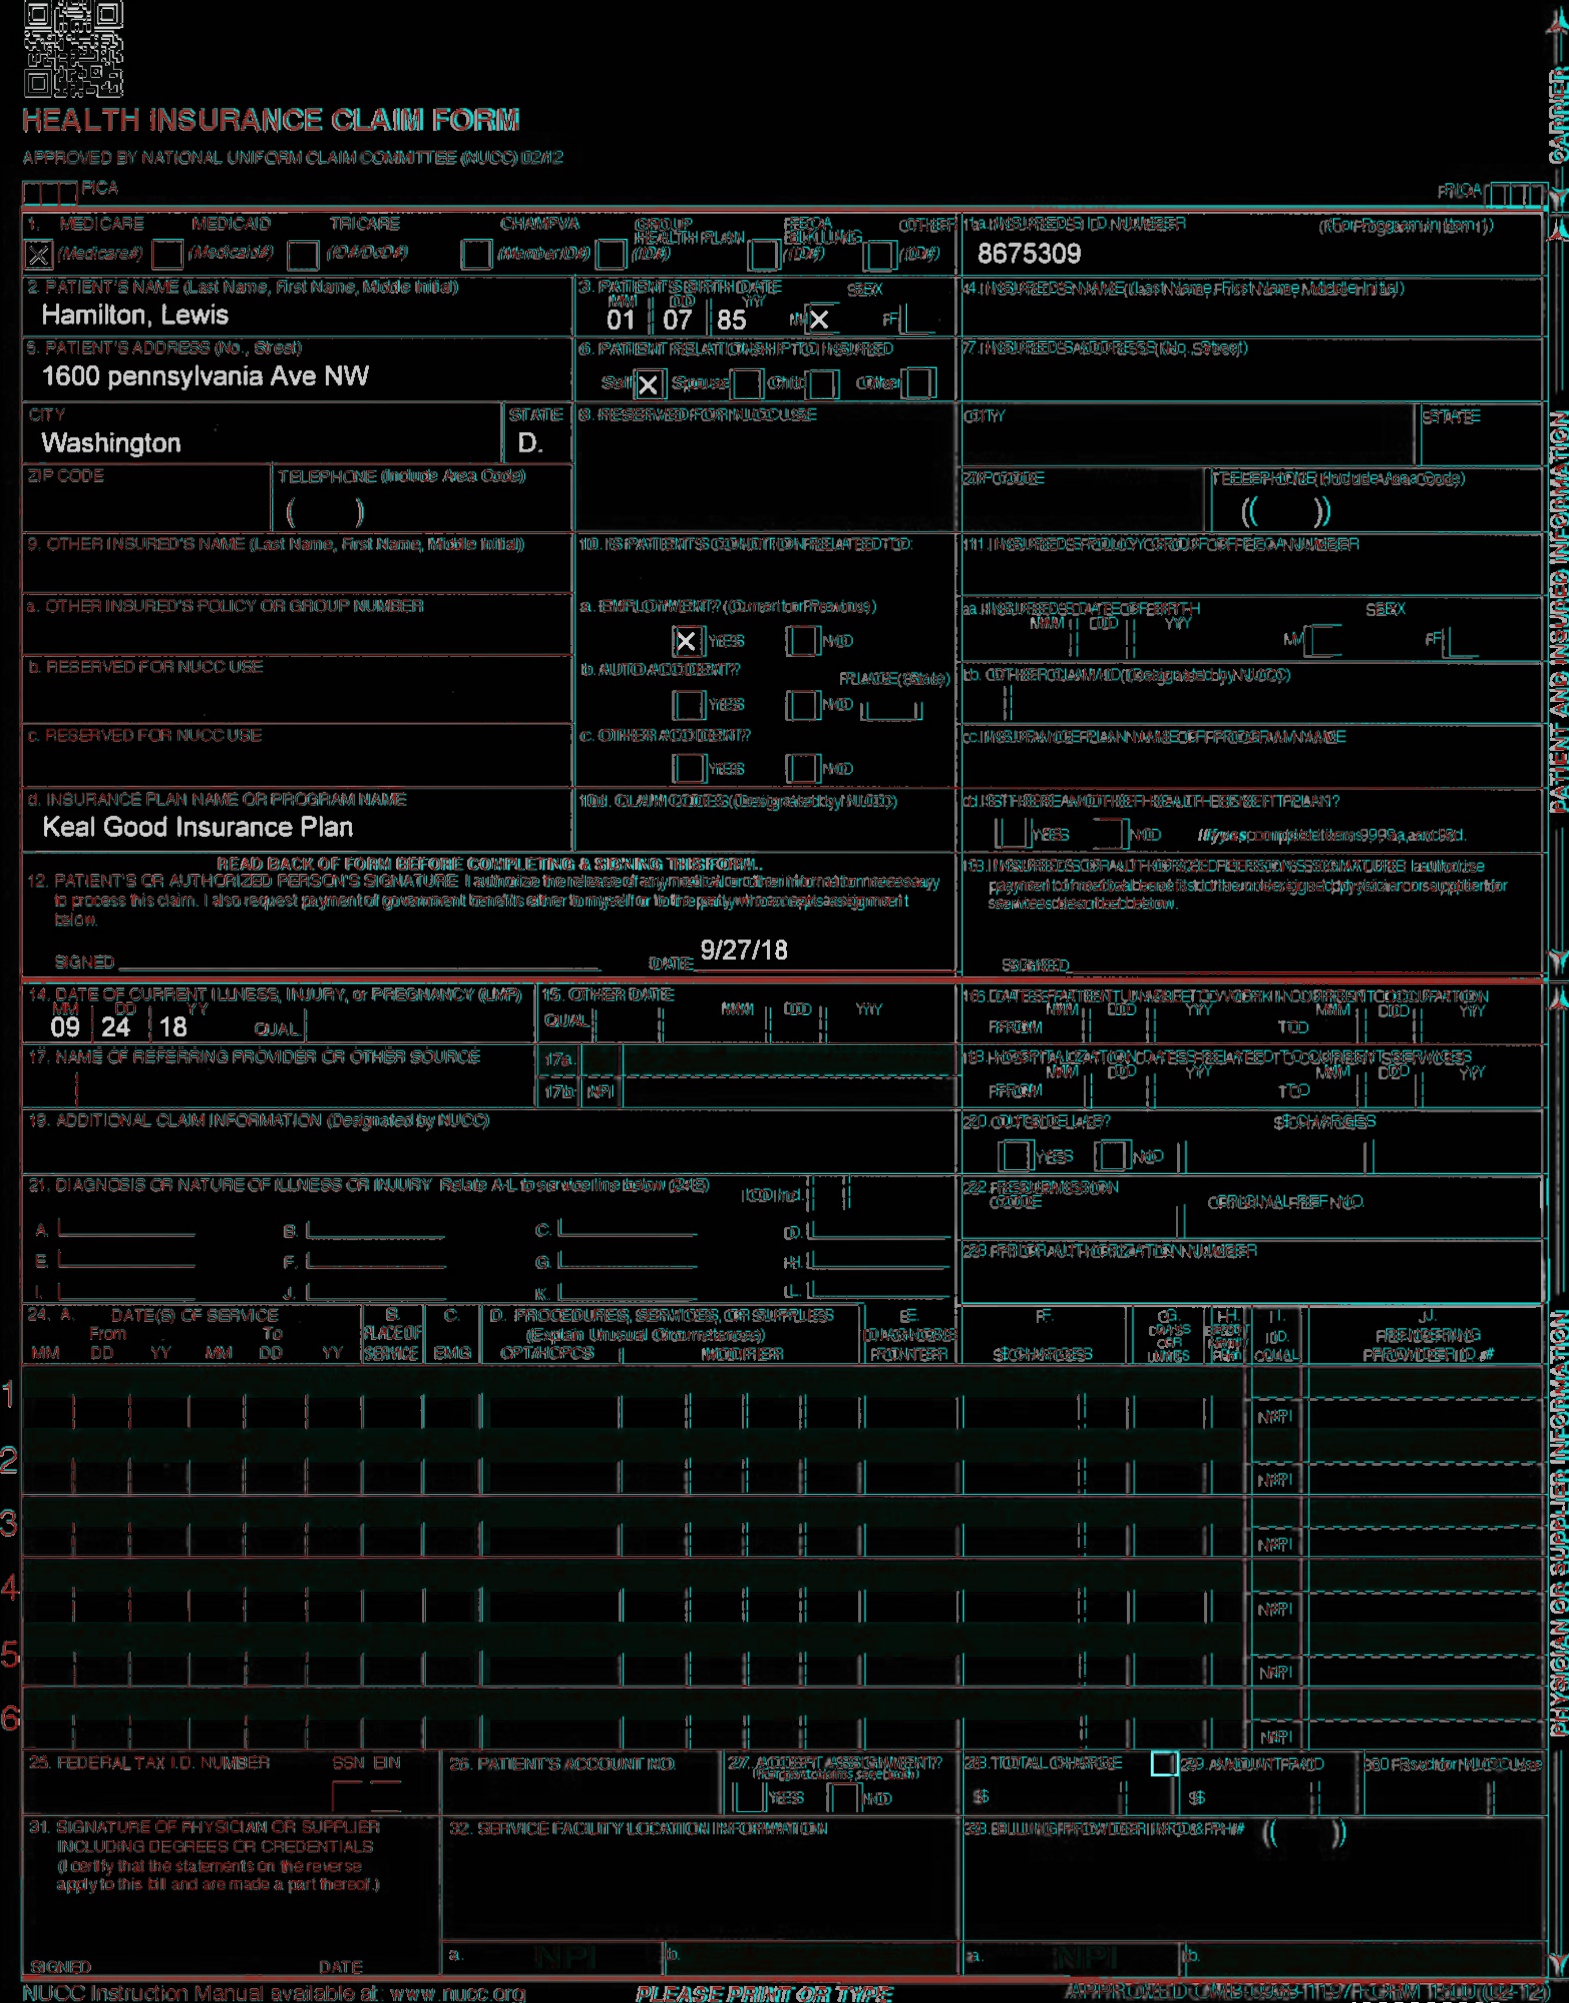 HEALTH INSURANCE CLAIM FORM
APPROVED BY NATIONAL UNIFORM CLAIM COMMITTEE (NUCC) 02/12
PICA PICA
CARRIER
1. MEDICARE MEDICAID TRICARE CHAMPVA GROUP HEALTH PLAN FECA BLK LUNG OTHER 1a. INSURED'S I.D. NUMBER (For Program in Item 1)
X (Medicare#) (Medicaid#) (ID#/DoD#) (Member ID#) (ID#) (ID#) (ID#) 8675309
2. PATIENT'S NAME (Last Name, First Name, Middle Initial) 3. PATIENT'S BIRTH DATE SEX 4. INSURED'S NAME (Last Name, First Name, Middle Initial)
MM DD YY
Hamilton, Lewis 01 07 85 M X F
5. PATIENT'S ADDRESS (No., Street) 6. PATIENT RELATIONSHIP TO INSURED 7. INSURED'S ADDRESS (No., Street)
1600 pennsylvania Ave NW Self X Spouse Child Other
CITY STATE 8. RESERVED FOR NUCC USE CITY STATE
Washington D.
ZIP CODE TELEPHONE (Include Area Code) ZIP CODE TELEPHONE (Include Area Code)
( ) ( )
9. OTHER INSURED'S NAME (Last Name, First Name, Middle Initial) 10. IS PATIENT'S CONDITION RELATED TO: 11. INSURED'S POLICY GROUP OR FECA NUMBER
a. OTHER INSURED'S POLICY OR GROUP NUMBER a. EMPLOYMENT? (Current or Previous) a. INSURED'S DATE OF BIRTH SEX
MM DD YY
X YES NO M F
b. RESERVED FOR NUCC USE b. AUTO ACCIDENT? PLACE (State) b. OTHER CLAIM ID (Designated by NUCC)
YES NO
c. RESERVED FOR NUCC USE c. OTHER ACCIDENT? c. INSURANCE PLAN NAME OR PROGRAM NAME
YES NO
d. INSURANCE PLAN NAME OR PROGRAM NAME 10d. CLAIM CODES (Designated by NUCC) d. IS THERE ANOTHER HEALTH BENEFIT PLAN?
Keal Good Insurance Plan YES NO If yes, complete items 9, 9a, and 9d.
PATIENT AND INSURED INFORMATION
READ BACK OF FORM BEFORE COMPLETING & SIGNING THIS FORM.
12. PATIENT'S OR AUTHORIZED PERSON'S SIGNATURE I authorize the release of any medical or other information necessary
to process this claim. I also request payment of government benefits either to myself or to the party who accepts assignment
below.
SIGNED DATE 9/27/18
13. INSURED'S OR AUTHORIZED PERSON'S SIGNATURE I authorize
payment of medical benefits to the undersigned physician or supplier for
services described below.
SIGNED
14. DATE OF CURRENT ILLNESS, INJURY, or PREGNANCY (LMP) 15. OTHER DATE 16. DATES PATIENT UNABLE TO WORK IN CURRENT OCCUPATION
MM DD YY MM DD YY MM DD YY MM DD YY
09 24 18 QUAL. QUAL. FROM TO
17. NAME OF REFERRING PROVIDER OR OTHER SOURCE 17a. 18. HOSPITALIZATION DATES RELATED TO CURRENT SERVICES
MM DD YY MM DD YY
17b. NPI FROM TO
19. ADDITIONAL CLAIM INFORMATION (Designated by NUCC) 20. OUTSIDE LAB? $ CHARGES
YES NO
21. DIAGNOSIS OR NATURE OF ILLNESS OR INJURY Relate A-L to service line below (24E) ICD Ind. 22. RESUBMISSION CODE ORIGINAL REF. NO.
A. B. C. D.
E. F. G. H. 23. PRIOR AUTHORIZATION NUMBER
I. J. K. L.
24. A. DATE(S) OF SERVICE B. C. D. PROCEDURES, SERVICES, OR SUPPLIES E. F. G. H. I. J.
From To PLACE OF (Explain Unusual Circumstances) DIAGNOSIS DAYS OR EPSDT Family ID. RENDERING
MM DD YY MM DD YY SERVICE EMG CPT/HCPCS MODIFIER POINTER $ CHARGES UNITS Plan QUAL. PROVIDER ID. #
1 NPI
2 NPI
3 NPI
4 NPI
5 NPI
6 NPI
PHYSICIAN OR SUPPLIER INFORMATION
25. FEDERAL TAX I.D. NUMBER SSN EIN 26. PATIENT'S ACCOUNT NO. 27. ACCEPT ASSIGNMENT? 28. TOTAL CHARGE 29. AMOUNT PAID 30. Rsvd for NUCC Use
(For govt. claims, see back)
YES NO $ $
31. SIGNATURE OF PHYSICIAN OR SUPPLIER 32. SERVICE FACILITY LOCATION INFORMATION 33. BILLING PROVIDER INFO & PH# ( )
INCLUDING DEGREES OR CREDENTIALS
(I certify that the statements on the reverse
apply to this bill and are made a part thereof.)
SIGNED DATE a. NPI b. a. NPI b.
NUCC Instruction Manual available at: www.nucc.org PLEASE PRINT OR TYPE APPROVED OMB-0938-1197 FORM 1500 (02-12)